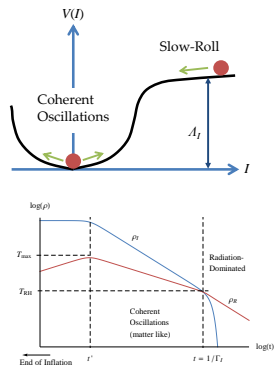 V(I)
Slow-Roll
Coherent
Oscillations
Λ_I
I
log(ρ)
ρ_I
T_max
Radiation-
Dominated
T_RH
ρ_R
Coherent
Oscillations
(matter like)
log(t)
End of Inflation
t*
t = 1/Γ_I